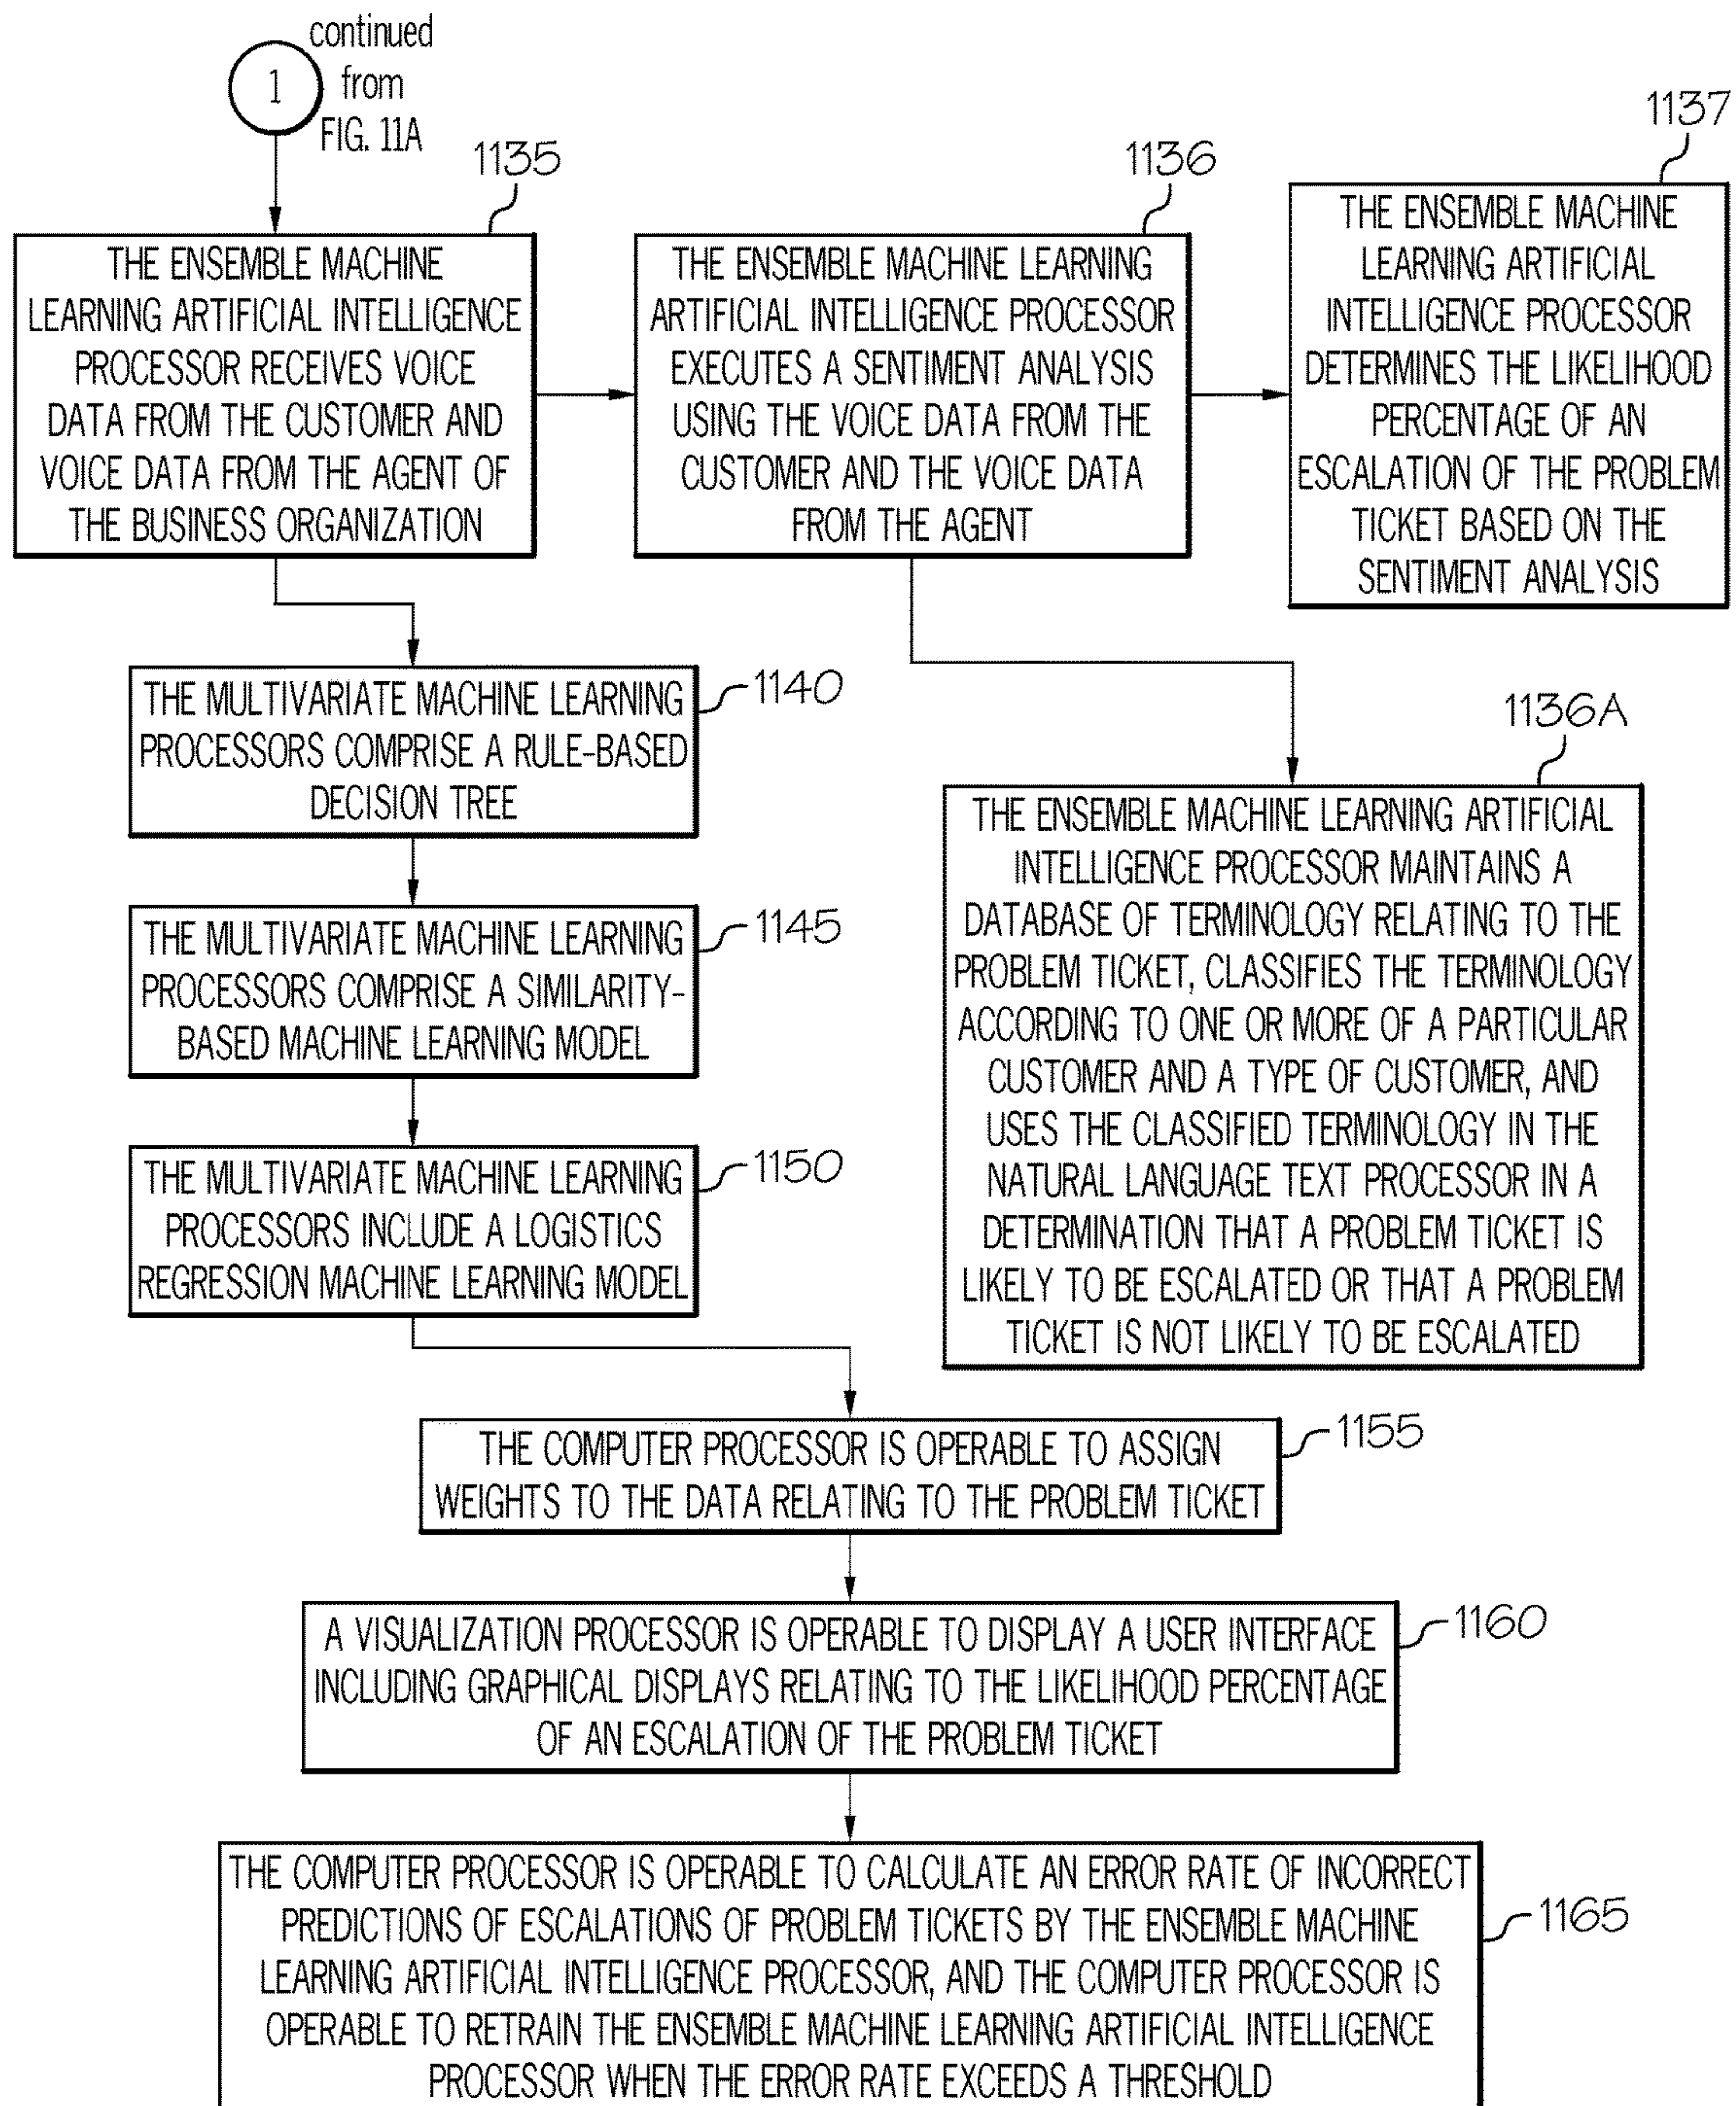 continued
from
FIG. 11A
1
1135
THE ENSEMBLE MACHINE
LEARNING ARTIFICIAL INTELLIGENCE
PROCESSOR RECEIVES VOICE
DATA FROM THE CUSTOMER AND
VOICE DATA FROM THE AGENT OF
THE BUSINESS ORGANIZATION
1136
THE ENSEMBLE MACHINE LEARNING
ARTIFICIAL INTELLIGENCE PROCESSOR
EXECUTES A SENTIMENT ANALYSIS
USING THE VOICE DATA FROM THE
CUSTOMER AND THE VOICE DATA
FROM THE AGENT
1137
THE ENSEMBLE MACHINE
LEARNING ARTIFICIAL
INTELLIGENCE PROCESSOR
DETERMINES THE LIKELIHOOD
PERCENTAGE OF AN
ESCALATION OF THE PROBLEM
TICKET BASED ON THE
SENTIMENT ANALYSIS
1140
THE MULTIVARIATE MACHINE LEARNING
PROCESSORS COMPRISE A RULE-BASED
DECISION TREE
1136A
THE ENSEMBLE MACHINE LEARNING ARTIFICIAL
INTELLIGENCE PROCESSOR MAINTAINS A
DATABASE OF TERMINOLOGY RELATING TO THE
PROBLEM TICKET, CLASSIFIES THE TERMINOLOGY
ACCORDING TO ONE OR MORE OF A PARTICULAR
CUSTOMER AND A TYPE OF CUSTOMER, AND
USES THE CLASSIFIED TERMINOLOGY IN THE
NATURAL LANGUAGE TEXT PROCESSOR IN A
DETERMINATION THAT A PROBLEM TICKET IS
LIKELY TO BE ESCALATED OR THAT A PROBLEM
TICKET IS NOT LIKELY TO BE ESCALATED
1145
THE MULTIVARIATE MACHINE LEARNING
PROCESSORS COMPRISE A SIMILARITY-
BASED MACHINE LEARNING MODEL
1150
THE MULTIVARIATE MACHINE LEARNING
PROCESSORS INCLUDE A LOGISTICS
REGRESSION MACHINE LEARNING MODEL
1155
THE COMPUTER PROCESSOR IS OPERABLE TO ASSIGN
WEIGHTS TO THE DATA RELATING TO THE PROBLEM TICKET
1160
A VISUALIZATION PROCESSOR IS OPERABLE TO DISPLAY A USER INTERFACE
INCLUDING GRAPHICAL DISPLAYS RELATING TO THE LIKELIHOOD PERCENTAGE
OF AN ESCALATION OF THE PROBLEM TICKET
1165
THE COMPUTER PROCESSOR IS OPERABLE TO CALCULATE AN ERROR RATE OF INCORRECT
PREDICTIONS OF ESCALATIONS OF PROBLEM TICKETS BY THE ENSEMBLE MACHINE
LEARNING ARTIFICIAL INTELLIGENCE PROCESSOR, AND THE COMPUTER PROCESSOR IS
OPERABLE TO RETRAIN THE ENSEMBLE MACHINE LEARNING ARTIFICIAL INTELLIGENCE
PROCESSOR WHEN THE ERROR RATE EXCEEDS A THRESHOLD